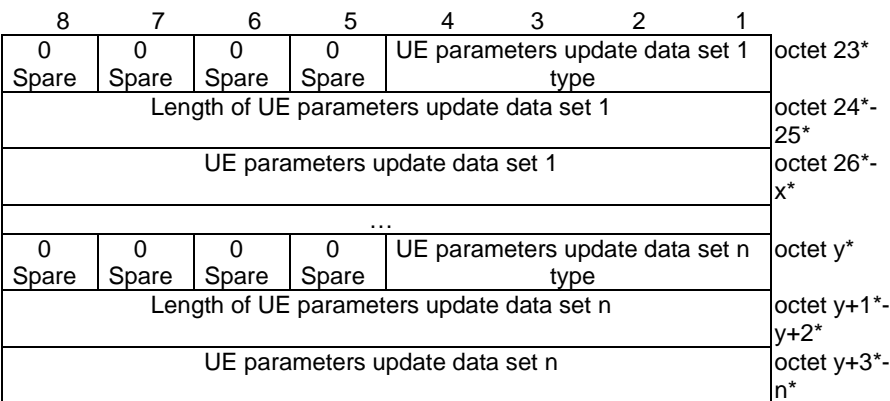 8 7 6 5 4 3 2 1
0 0 0 0 UE parameters update data set 1 octet 23*
Spare Spare Spare Spare type
Length of UE parameters update data set 1 octet 24*-
25*
UE parameters update data set 1 octet 26*-
x*
…
0 0 0 0 UE parameters update data set n octet y*
Spare Spare Spare Spare type
Length of UE parameters update data set n octet y+1*-
y+2*
UE parameters update data set n octet y+3*-
n*